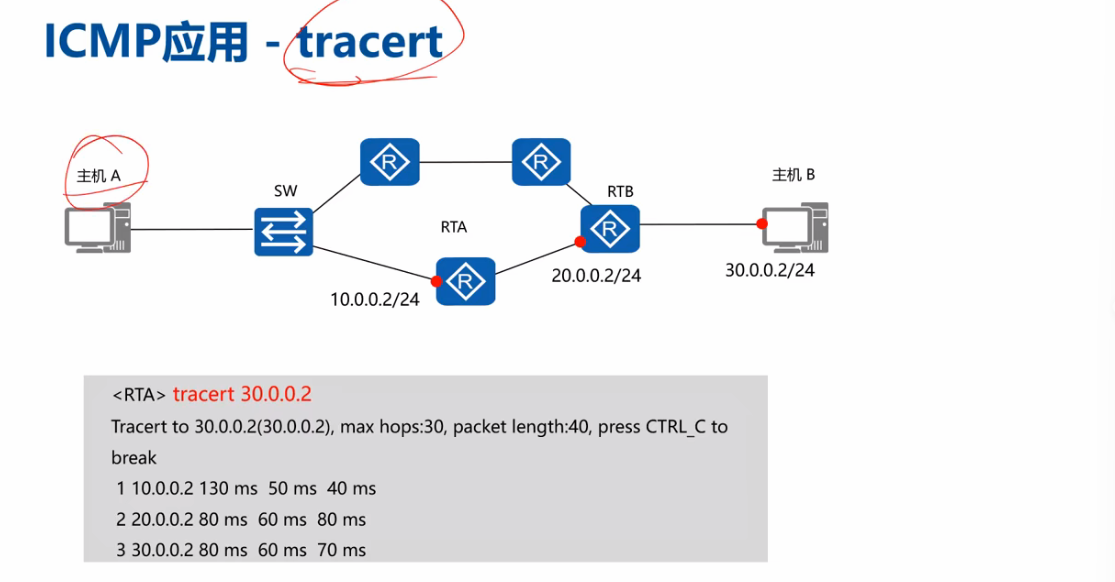 ICMP应用 - tracert
主机 A
SW
R
R
RTB
主机 B
RTA
R
R
10.0.0.2/24
20.0.0.2/24
30.0.0.2/24
<RTA> tracert 30.0.0.2
Tracert to 30.0.0.2(30.0.0.2), max hops:30, packet length:40, press CTRL_C to
break
1 10.0.0.2 130 ms 50 ms 40 ms
2 20.0.0.2 80 ms 60 ms 80 ms
3 30.0.0.2 80 ms 60 ms 70 ms